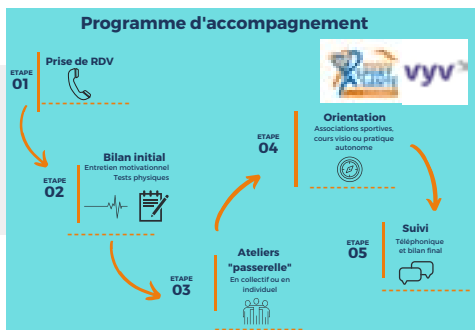 Programme d'accompagnement
ETAPE
01
Prise de RDV
ETAPE
02
Bilan initial
Entretien motivationnel
Tests physiques
ETAPE
03
Ateliers
"passerelle"
En collectif ou en
individuel
ETAPE
04
Orientation
Associations sportives,
cours visio ou pratique
autonome
ETAPE
05
Suivi
Téléphonique
et bilan final
vyv